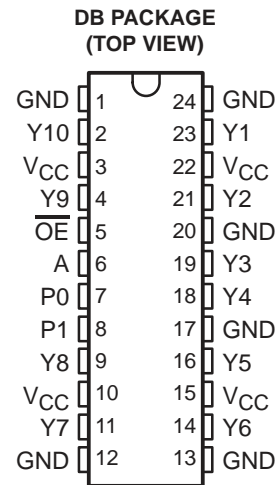 DB PACKAGE
(TOP VIEW)
GND 1 24 GND
Y10 2 23 Y1
VCC 3 22 VCC
Y9 4 21 Y2
OE 5 20 GND
A 6 19 Y3
P0 7 18 Y4
P1 8 17 GND
Y8 9 16 Y5
VCC 10 15 VCC
Y7 11 14 Y6
GND 12 13 GND